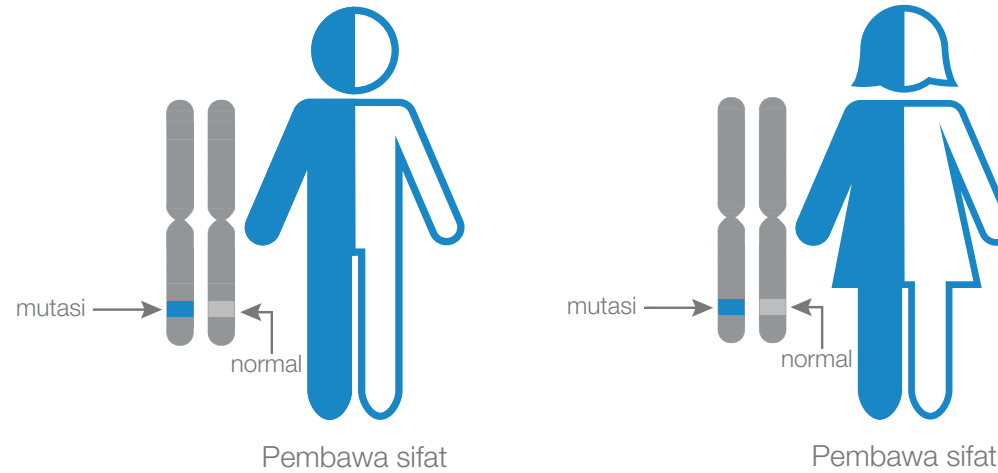 mutasi
normal
Pembawa sifat
mutasi
normal
Pembawa sifat